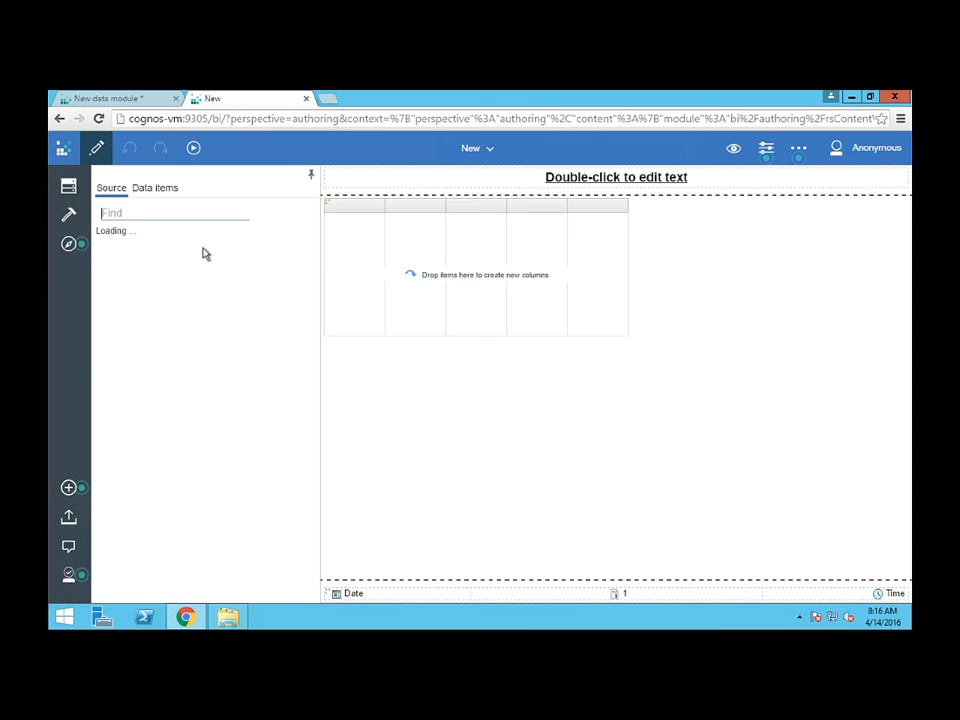 New data module *
New
cognos-vm:9305/bi/?perspective=authoring&context=%7B"perspective"%3A"authoring"%2C"content"%3A%7B"module"%3A"bi%2Fauthoring%2FrsContent
New
Anonymous
Source
Data items
Double-click to edit text
Find
Loading ...
Drop items here to create new columns
Date
1
Time
8:16 AM
4/14/2016